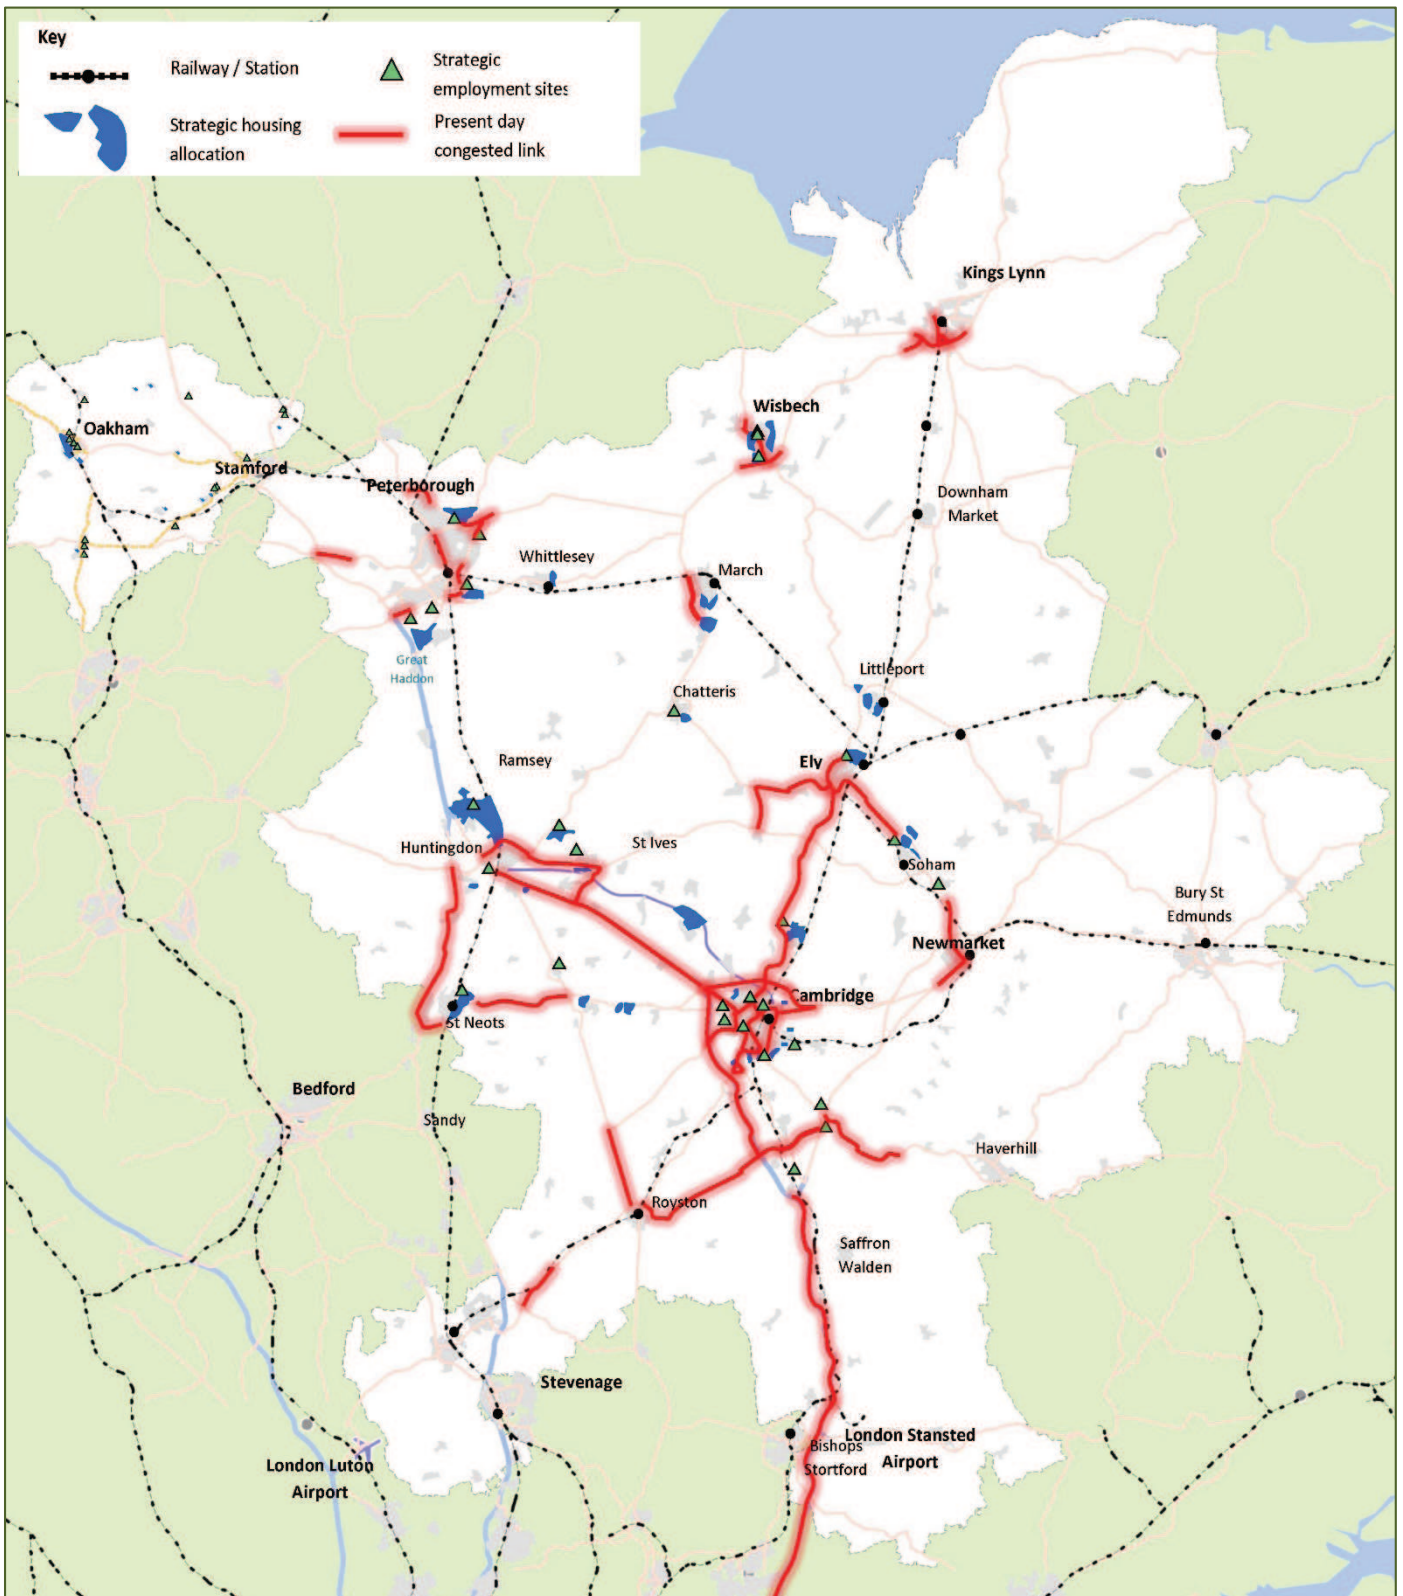 Key
Railway / Station
Strategic
employment sites
Strategic housing
allocation
Present day
congested link
Kings Lynn
Wisbech
Oakham
Stamford
Peterborough
Downham
Market
Whittlesey
March
Great
Haddon
Littleport
Chatteris
Ramsey
Ely
Huntingdon
St Ives
Soham
Bury St
Edmunds
Newmarket
Cambridge
St Neots
Bedford
Sandy
Haverhill
Royston
Saffron
Walden
Stevenage
London Stansted
Airport
Bishops
Stortford
London Luton
Airport